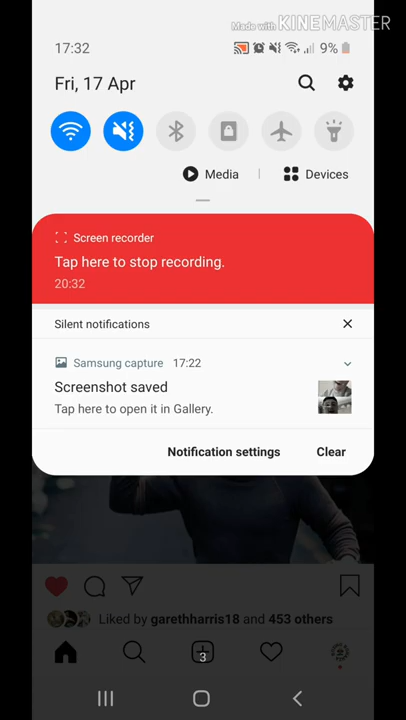 Made with KINEMASTER
17:32 9%
Fri, 17 Apr
Media Devices
Screen recorder
Tap here to stop recording.
20:32
Silent notifications
Samsung capture 17:22
Screenshot saved
Tap here to open it in Gallery.
Notification settings Clear
Liked by garethharris18 and 453 others
3